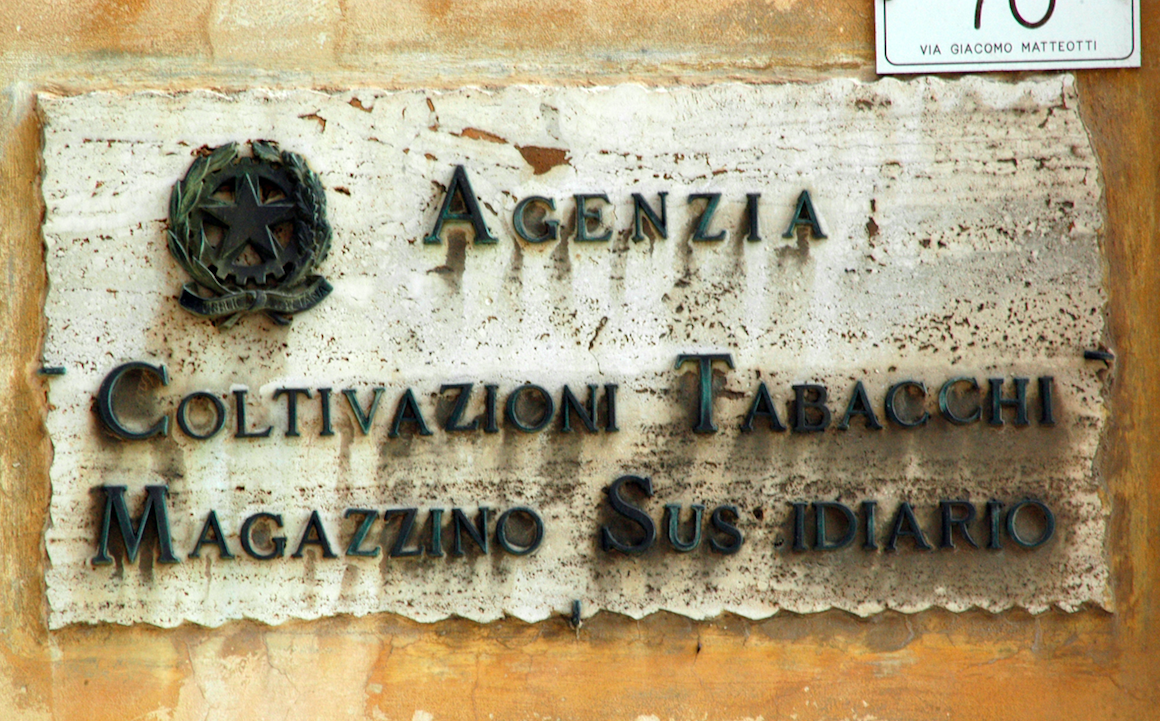 VIA GIACOMO MATTEOTTI
AGENZIA
COLTIVAZIONI TABACCHI
MAGAZZINO SUS IDIARIO